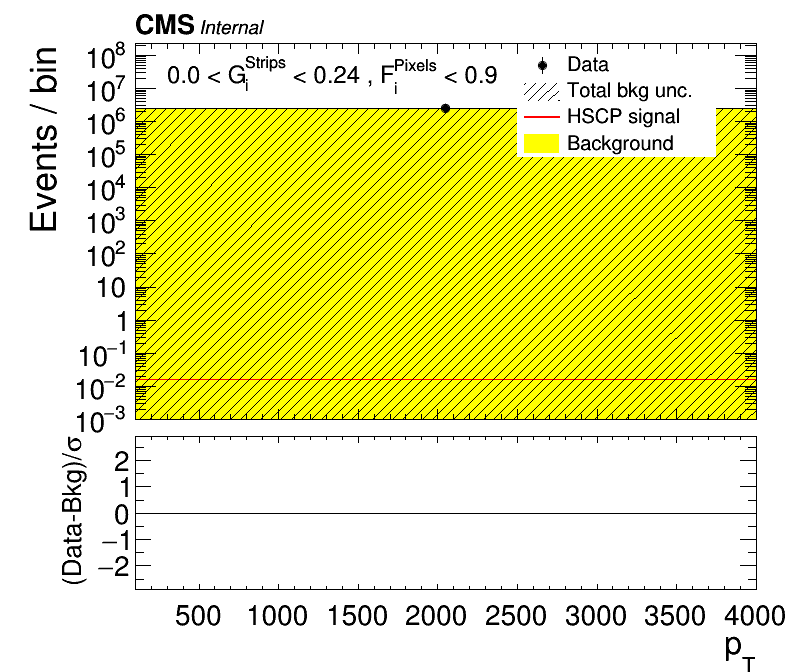 CMS Internal
Events / bin
0.0 < G_i^Strips < 0.24 , F_i^Pixels < 0.9
Data
Total bkg unc.
HSCP signal
Background
10^8
10^7
10^6
10^5
10^4
10^3
10^2
10
1
10^−1
10^−2
10^−3
(Data-Bkg)/σ
2
1
0
−1
−2
500 1000 1500 2000 2500 3000 3500 4000
p_T